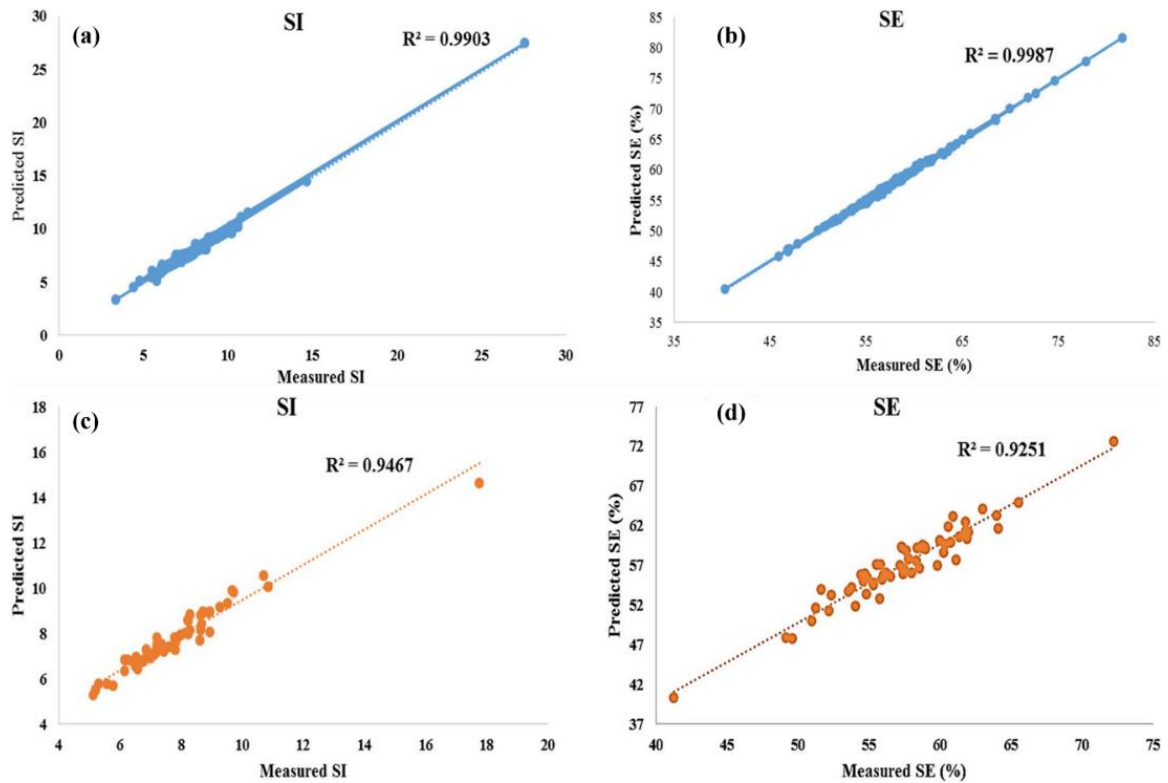 (a)
SI
R² = 0.9903
Predicted SI
30
25
20
15
10
5
0
0 5 10 15 20 25 30
Measured SI
(b)
SE
R² = 0.9987
Predicted SE (%)
85
80
75
70
65
60
55
50
45
40
35
35 45 55 65 75 85
Measured SE (%)
(c)
SI
R² = 0.9467
Predicted SI
18
16
14
12
10
8
6
4
4 6 8 10 12 14 16 18 20
Measured SI
(d)
SE
R² = 0.9251
Predicted SE (%)
77
72
67
62
57
52
47
42
37
40 45 50 55 60 65 70 75
Measured SE (%)